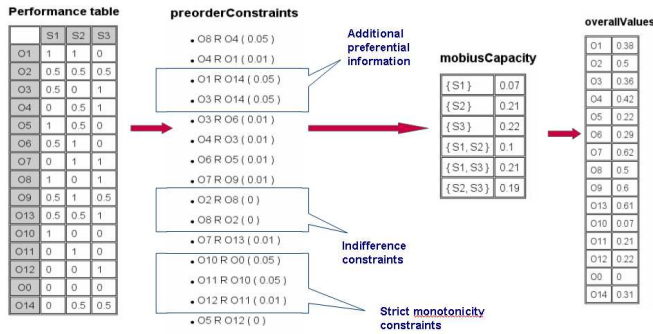 Performance table
S1 S2 S3
O1 1 1 0
O2 0.5 0.5 0.5
O3 0.5 0 1
O4 0 0.5 1
O5 1 0.5 0
O6 0.5 1 0
O7 0 1 1
O8 1 0 1
O9 0.5 1 0.5
O13 0.5 0.5 1
O10 1 0 0
O11 0 1 0
O12 0 0 1
O0 0 0 0
O14 0 0.5 0.5
preorderConstraints
• O8 R O4 ( 0.05 )
• O4 R O1 ( 0.01 )
• O1 R O14 ( 0.05 )
• O3 R O14 ( 0.05 )
• O3 R O6 ( 0.01 )
• O4 R O3 ( 0.01 )
• O6 R O5 ( 0.01 )
• O7 R O9 ( 0.01 )
• O2 R O8 ( 0 )
• O8 R O2 ( 0 )
• O7 R O13 ( 0.01 )
• O10 R O0 ( 0.05 )
• O11 R O10 ( 0.05 )
• O12 R O11 ( 0.01 )
• O5 R O12 ( 0 )
Additional
preferential
information
Indifference
constraints
Strict monotonicity
constraints
mobiusCapacity
{ S1 } 0.07
{ S2 } 0.21
{ S3 } 0.22
{ S1, S2 } 0.1
{ S1, S3 } 0.21
{ S2, S3 } 0.19
overallValues
O1 0.38
O2 0.5
O3 0.36
O4 0.42
O5 0.22
O6 0.29
O7 0.62
O8 0.5
O9 0.6
O13 0.61
O10 0.07
O11 0.21
O12 0.22
O0 0
O14 0.31